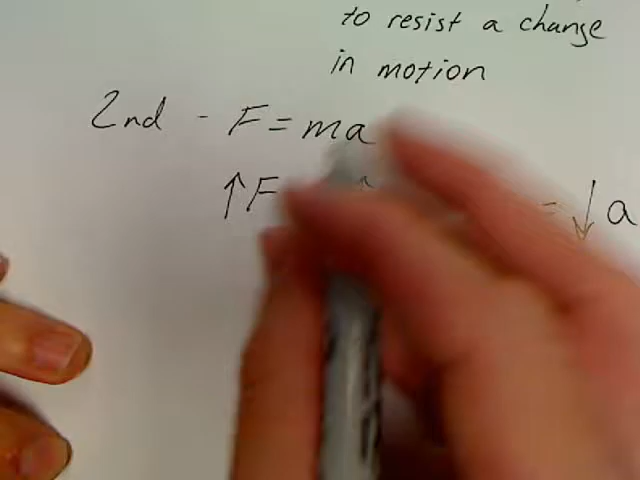 to resist a change
in motion
2nd - F = ma
↑F ↑ = ↓ a